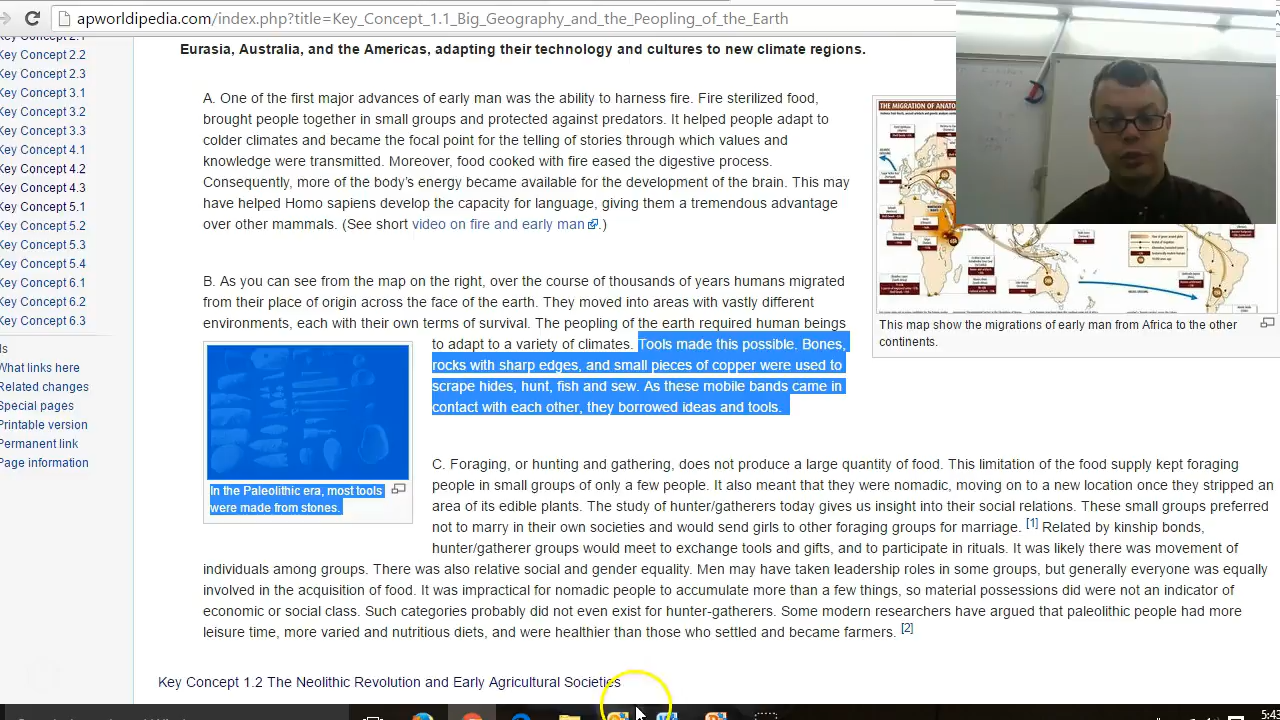 apworldipedia.com/index.php?title=Key_Concept_1.1_Big_Geography_and_the_Peopling_of_the_Earth
Key Concept 2.2
Key Concept 2.3
Key Concept 3.1
Key Concept 3.2
Key Concept 3.3
Key Concept 4.1
Key Concept 4.2
Key Concept 4.3
Key Concept 5.1
Key Concept 5.2
Key Concept 5.3
Key Concept 5.4
Key Concept 6.1
Key Concept 6.2
Key Concept 6.3
What links here
Related changes
Special pages
Printable version
Permanent link
Page information
Eurasia, Australia, and the Americas, adapting their technology and cultures to new climate regions.
A. One of the first major advances of early man was the ability to harness fire. Fire sterilized food,
brought people together in small groups and protected against predators. It helped people adapt to
colder climates and became the focal point for the telling of stories through which values and
knowledge were transmitted. Moreover, food cooked with fire eased the digestive process.
Consequently, more of the body's energy became available for the development of the brain. This may
have helped Homo sapiens develop the capacity for language, giving them a tremendous advantage
over other mammals. (See short video on fire and early man.)
THE MIGRATION OF
This map show the migrations of early man from Africa to the other
continents.
B. As you can see from the map on the right, over the course of thousands of years humans migrated
from their place of origin across the face of the earth. They moved into areas with vastly different
environments, each with their own terms of survival. The peopling of the earth required human beings
to adapt to a variety of climates. Tools made this possible. Bones,
rocks with sharp edges, and small pieces of copper were used to
scrape hides, hunt, fish and sew. As these mobile bands came in
contact with each other, they borrowed ideas and tools.
In the Paleolithic era, most tools
were made from stones.
C. Foraging, or hunting and gathering, does not produce a large quantity of food. This limitation of the food supply kept foraging
people in small groups of only a few people. It also meant that they were nomadic, moving on to a new location once they stripped an
area of its edible plants. The study of hunter/gatherers today gives us insight into their social relations. These small groups preferred
not to marry in their own societies and would send girls to other foraging groups for marriage. [1] Related by kinship bonds,
hunter/gatherer groups would meet to exchange tools and gifts, and to participate in rituals. It was likely there was movement of
individuals among groups. There was also relative social and gender equality. Men may have taken leadership roles in some groups, but generally everyone was equally
involved in the acquisition of food. It was impractical for nomadic people to accumulate more than a few things, so material possessions did were not an indicator of
economic or social class. Such categories probably did not even exist for hunter-gatherers. Some modern researchers have argued that paleolithic people had more
leisure time, more varied and nutritious diets, and were healthier than those who settled and became farmers. [2]
Key Concept 1.2 The Neolithic Revolution and Early Agricultural Societies
5:43